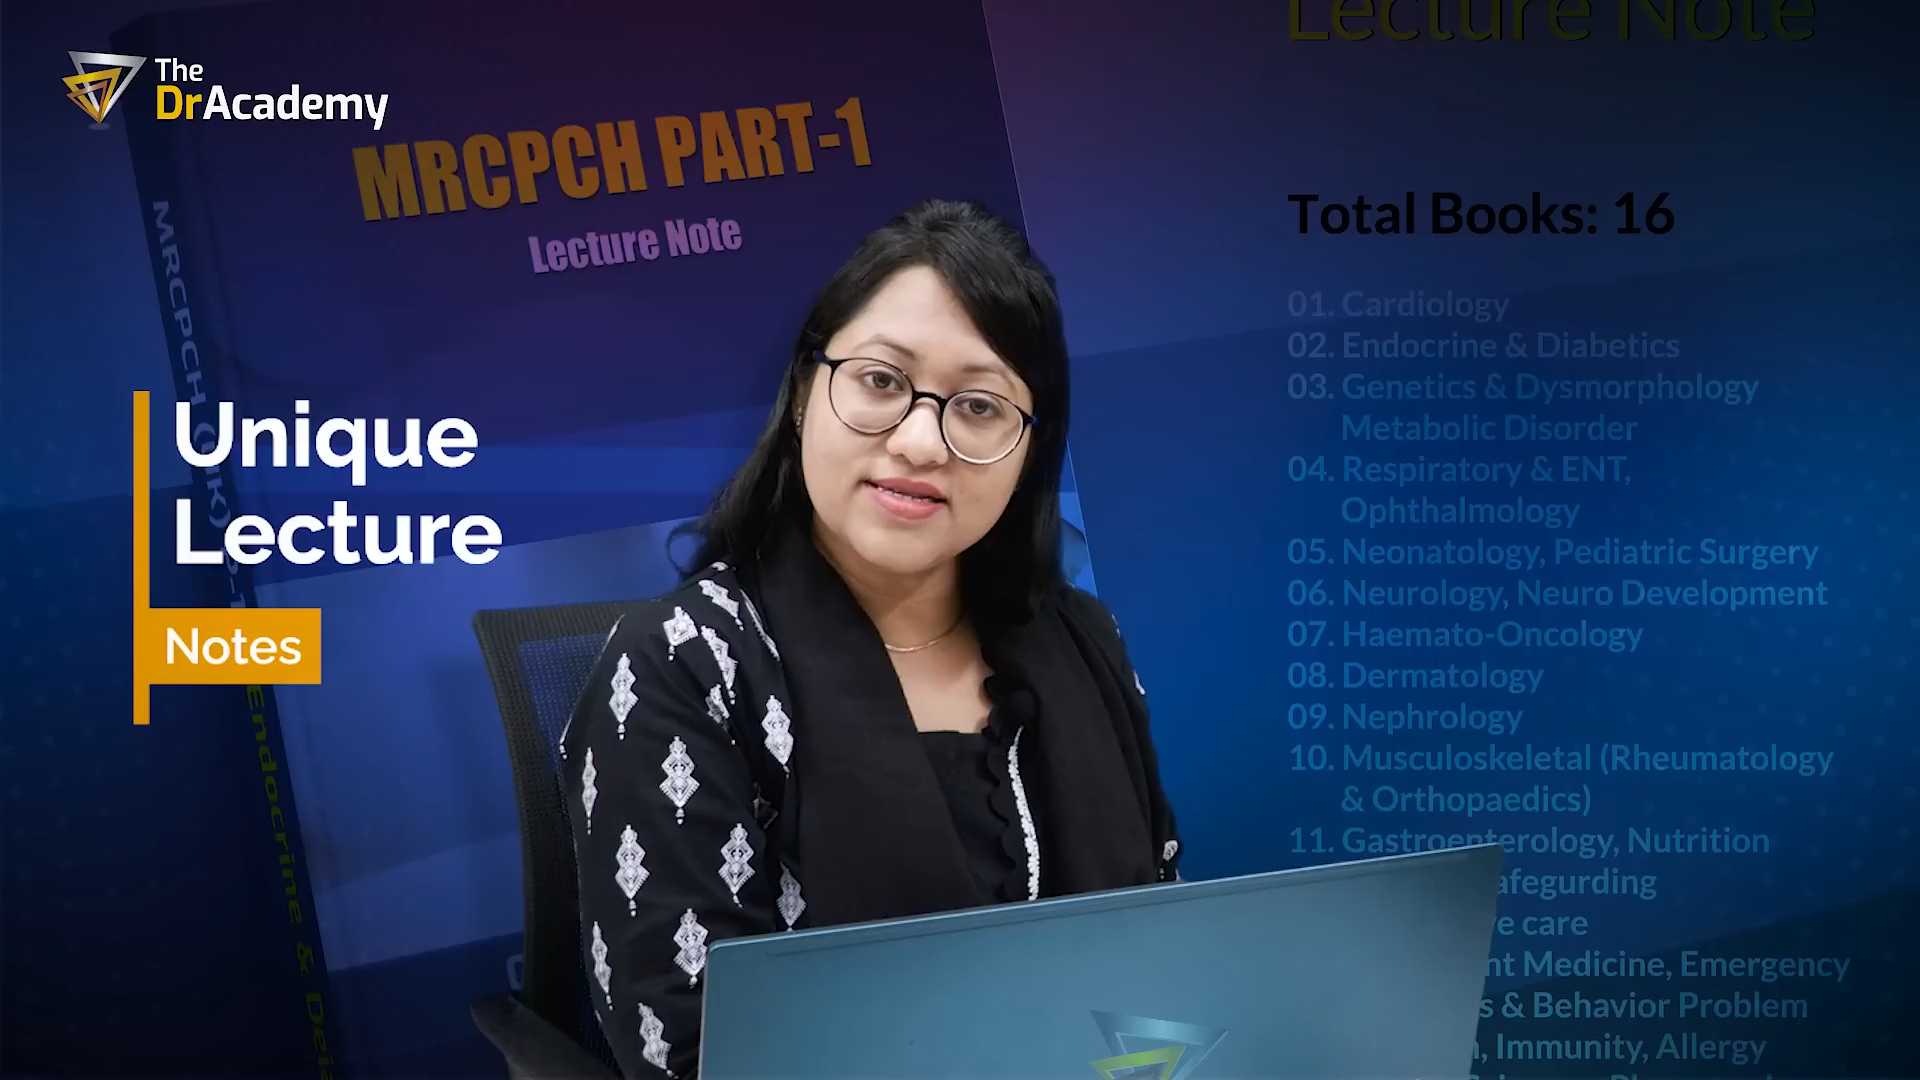 The
DrAcademy
MRCPCH PART-1
Lecture Note
Unique
Lecture
Notes
Endocrine &
Lecture Note
Total Books: 16
01. Cardiology
02. Endocrine & Diabetics
03. Genetics & Dysmorphology
Metabolic Disorder
04. Respiratory & ENT,
Ophthalmology
05. Neonatology, Pediatric Surgery
06. Neurology, Neuro Development
07. Haemato-Oncology
08. Dermatology
09. Nephrology
10. Musculoskeletal (Rheumatology
& Orthopaedics)
11. Gastroenterology, Nutrition
afegurding
care
Medicine, Emergency
& Behavior Problem
Immunity, Allergy